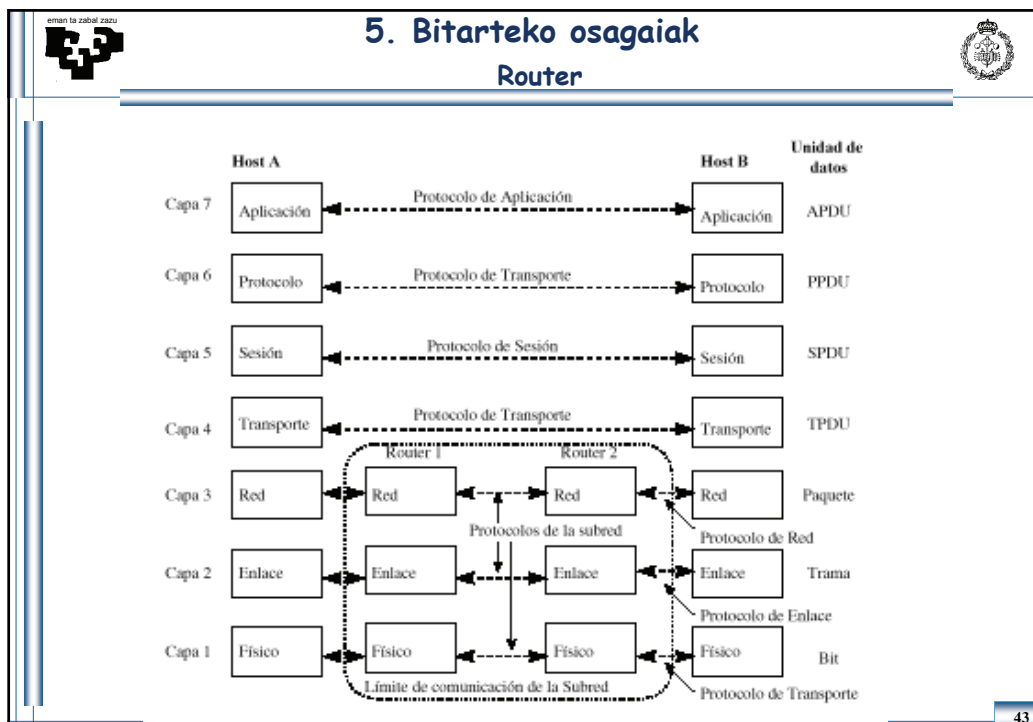 eman ta zabal zazu
5. Bitarteko osagaiak
Router
Host A
Host B
Unidad de
datos
Capa 7
Aplicación
Protocolo de Aplicación
Aplicación
APDU
Capa 6
Protocolo
Protocolo de Transporte
Protocolo
PPDU
Capa 5
Sesión
Protocolo de Sesión
Sesión
SPDU
Capa 4
Transporte
Protocolo de Transporte
Transporte
TPDU
Router 1
Router 2
Capa 3
Red
Red
Red
Red
Paquete
Protocolos de la subred
Protocolo de Red
Capa 2
Enlace
Enlace
Enlace
Enlace
Trama
Protocolo de Enlace
Capa 1
Físico
Físico
Físico
Físico
Bit
Límite de comunicación de la Subred
Protocolo de Transporte
43